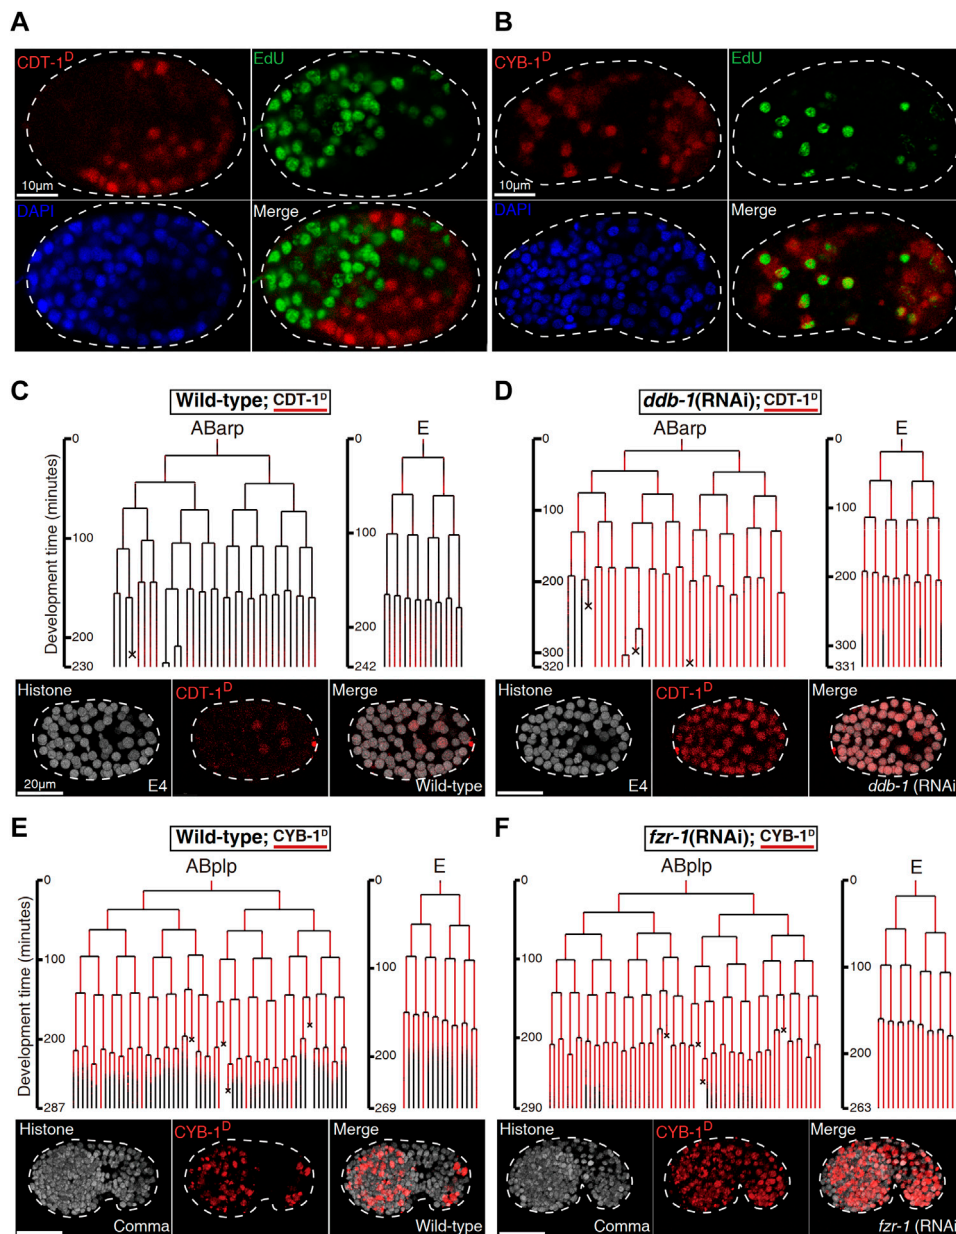 A
B
CDT-1ᴰ
EdU
CYB-1ᴰ
EdU
10µm
10µm
DAPI
Merge
DAPI
Merge
C
D
Wild-type; CDT-1ᴰ
ddb-1(RNAi); CDT-1ᴰ
ABarp
E
ABarp
E
Development time (minutes)
0
100
200
230
0
100
200
242
0
100
200
300
320
0
100
200
300
331
Histone
CDT-1ᴰ
Merge
Histone
CDT-1ᴰ
Merge
20µm
E4
Wild-type
E4
ddb-1 (RNAi)
E
F
Wild-type; CYB-1ᴰ
fzr-1(RNAi); CYB-1ᴰ
ABplp
E
ABplp
E
Development time (minutes)
0
100
200
287
0
100
200
269
0
100
200
290
0
100
200
263
Histone
CYB-1ᴰ
Merge
Histone
CYB-1ᴰ
Merge
Comma
Wild-type
Comma
fzr-1 (RNAi)